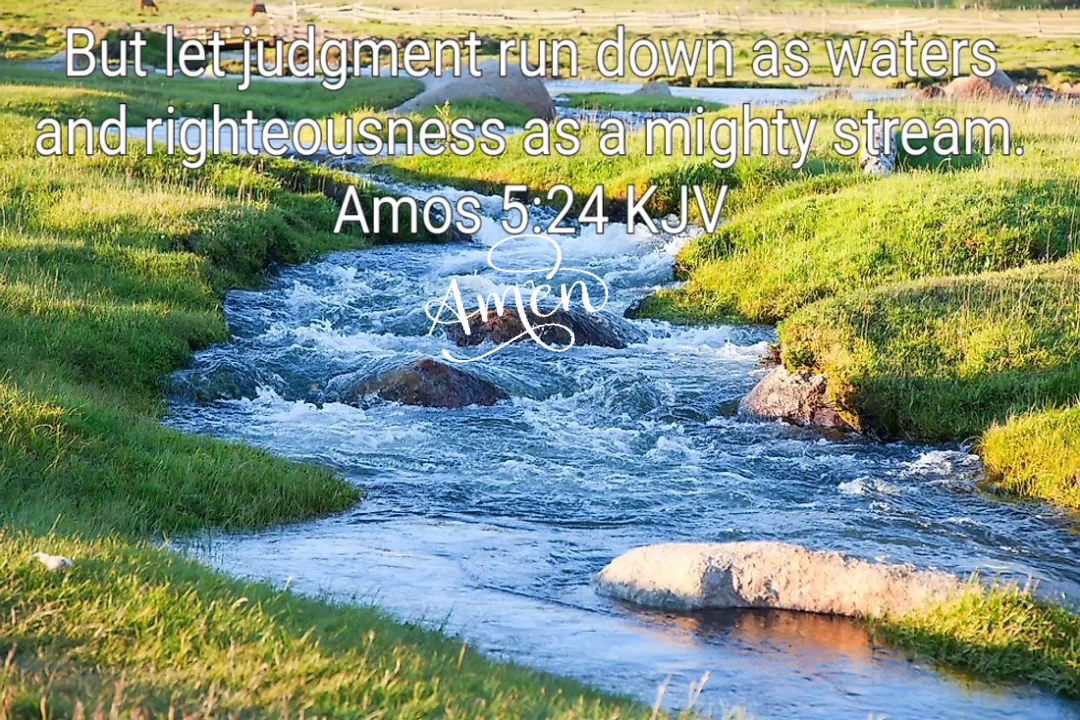 But let judgment run down as waters
and righteousness as a mighty stream.
Amos 5:24 KJV
Amen